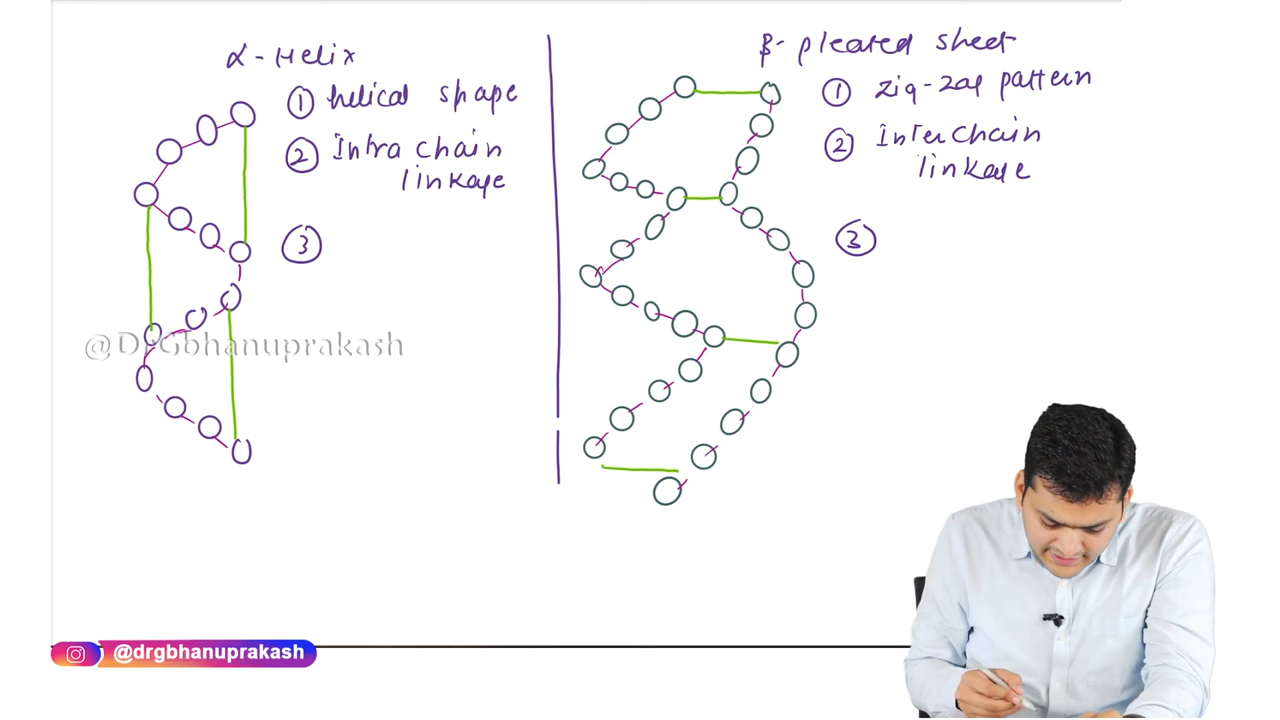 α - Helix
① helical shape
② Intra chain
linkage
③
β- pleated sheet
① zig-zag pattern
② Interchain
linkage
③
@DrGbhanuprakash
@drgbhanuprakash